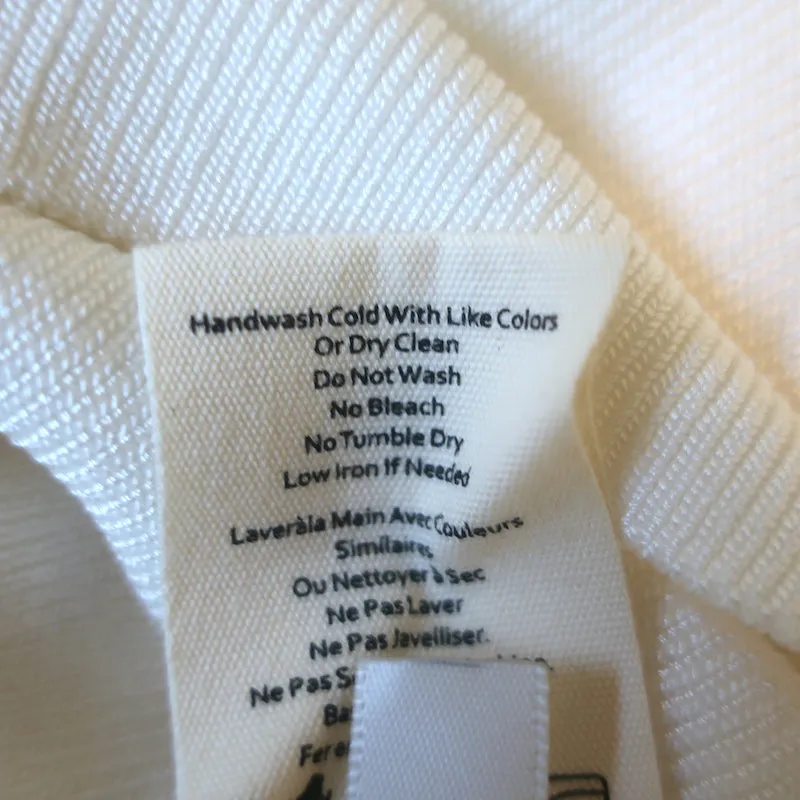 Handwash Cold With Like Colors
Or Dry Clean
Do Not Wash
No Bleach
No Tumble Dry
Low Iron If Needed
Laveràla Main Avec Couleurs
Similaires
Ou Nettoyer à Sec
Ne Pas Laver
Ne Pas Javelliser.
Ne Pas